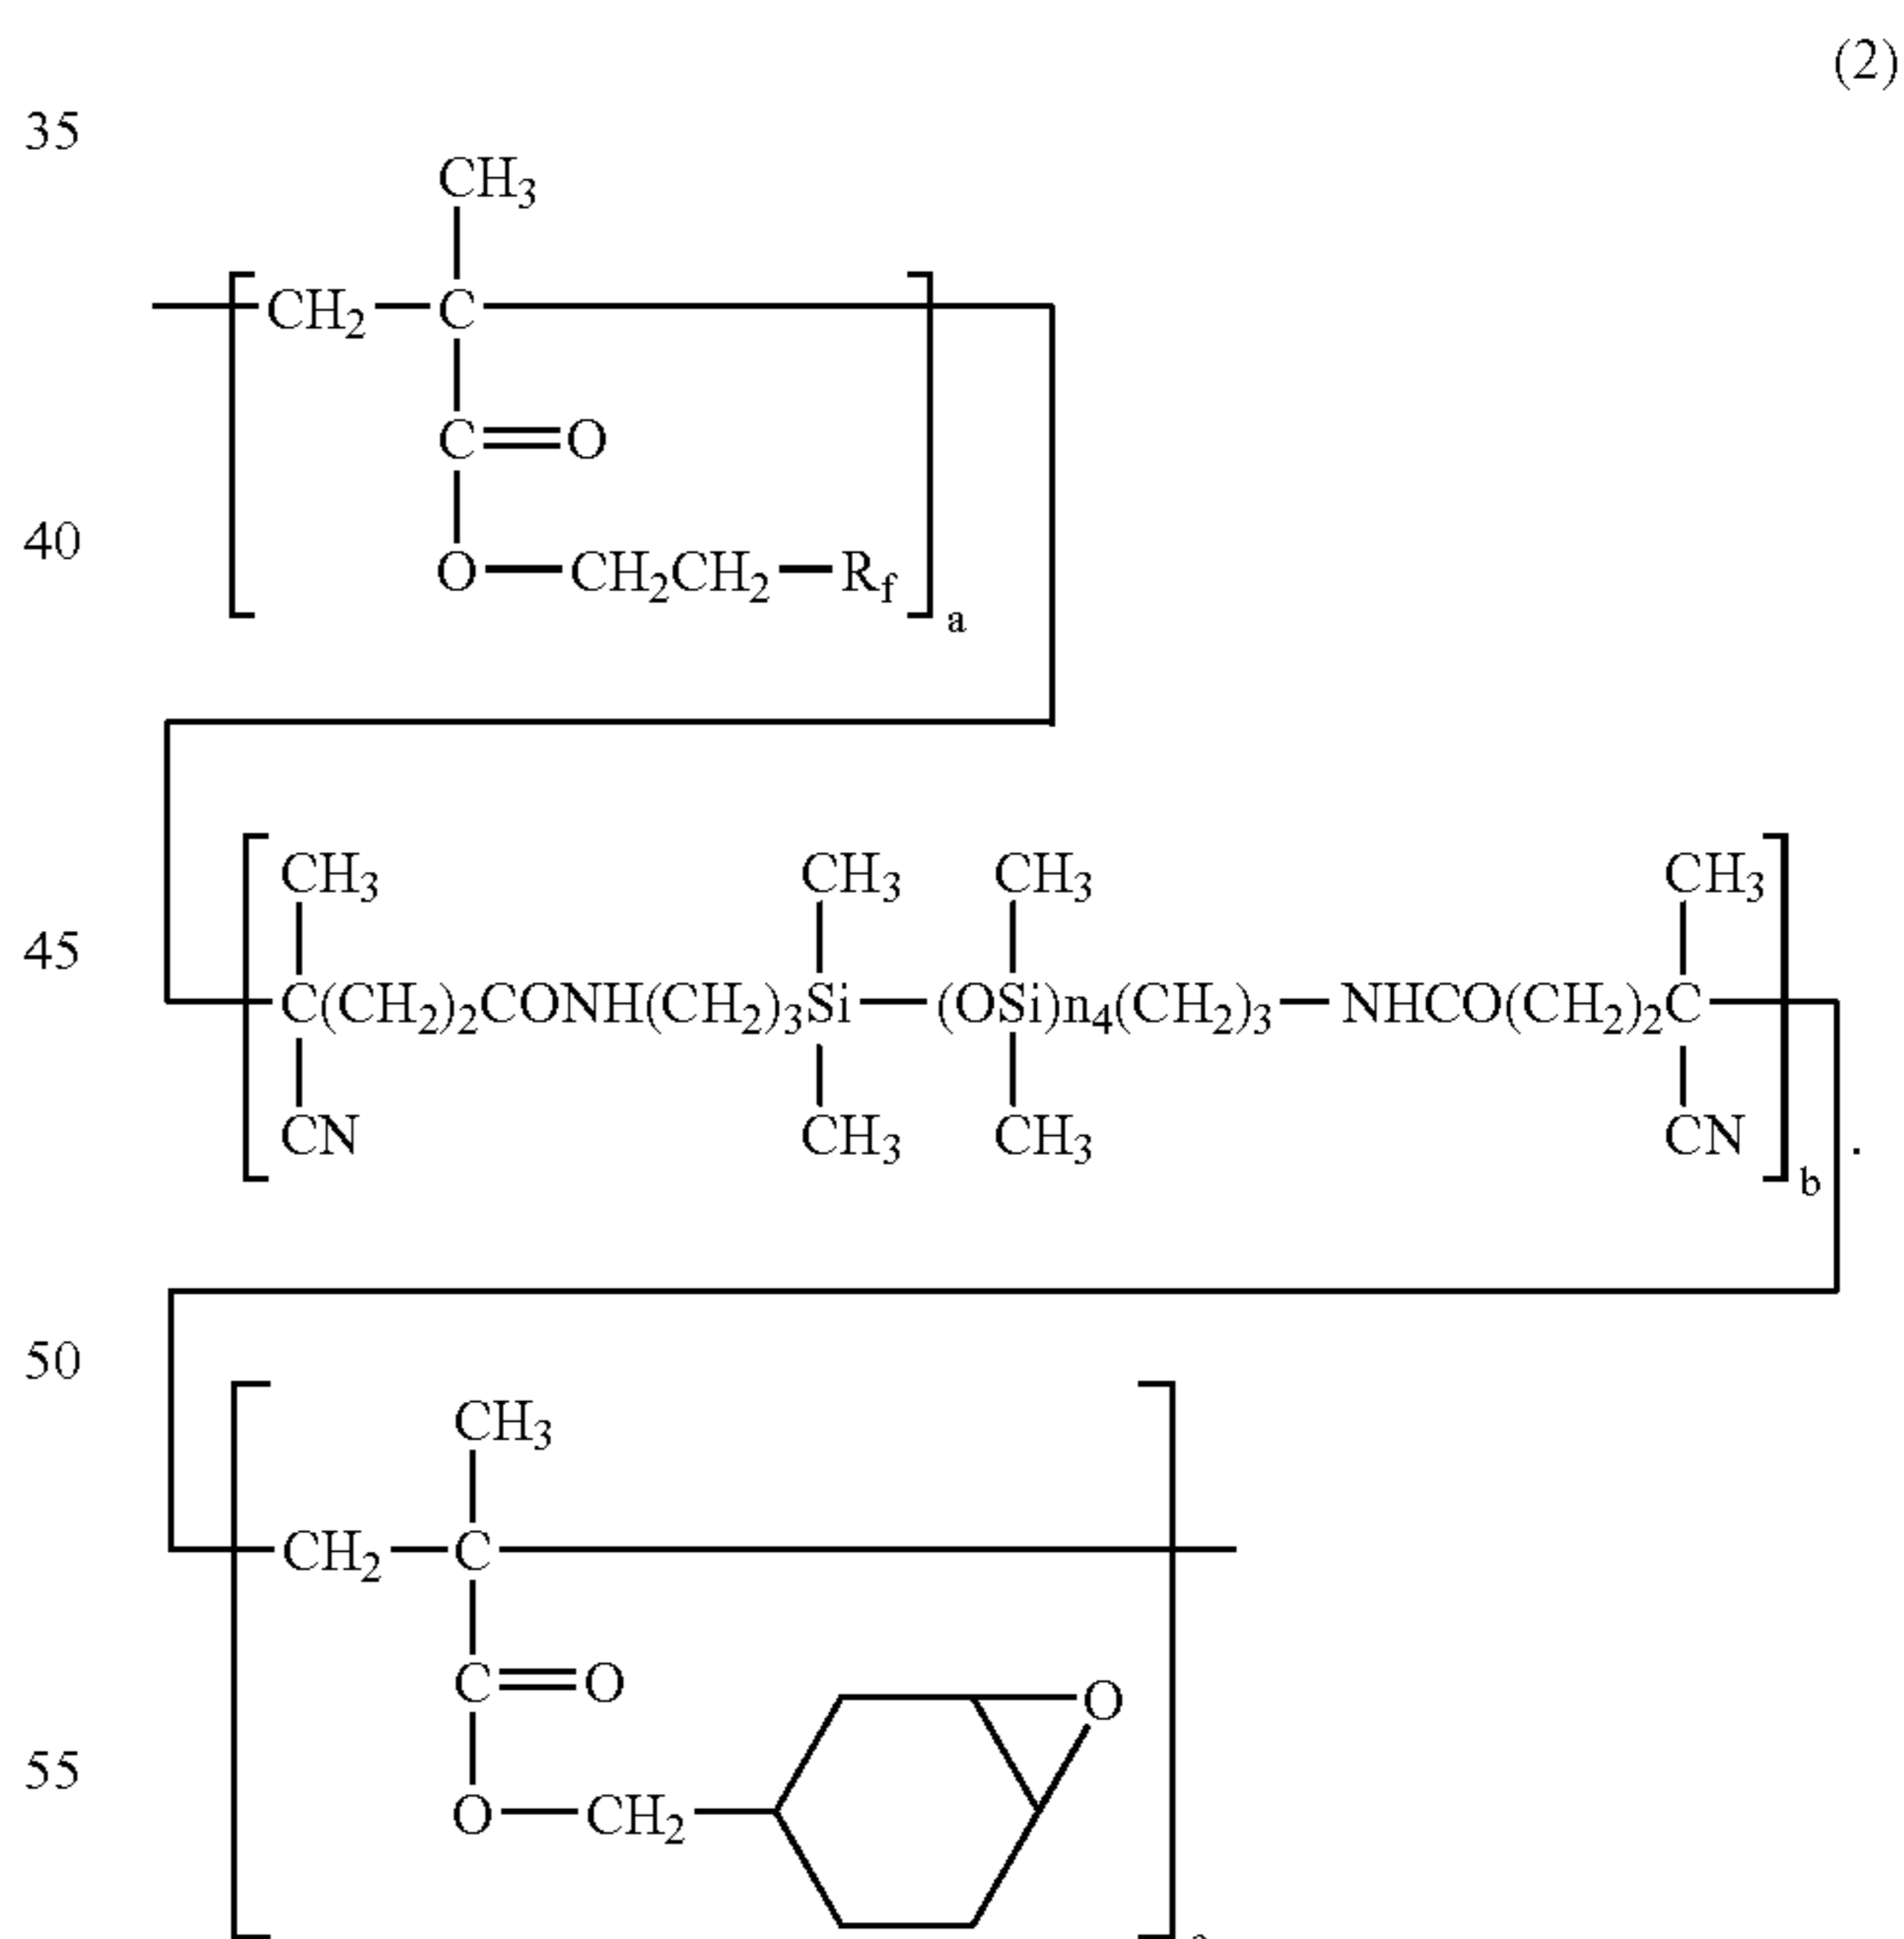 (2)
35
CH3
CH2 C
C O
40
O CH2CH2 Rf
a
CH3 CH3 CH3 CH3
45
C(CH2)2CONH(CH2)3Si (OSi)n4(CH2)3 NHCO(CH2)2C
CN CH3 CH3 CN
.
b
50
CH3
CH2 C
C O
O
55
O CH2